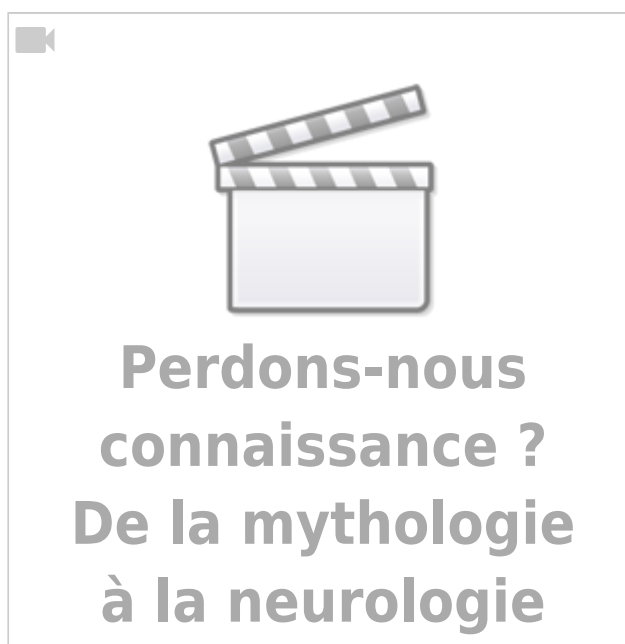 Perdons-nous
connaissance ?
De la mythologie
à la neurologie